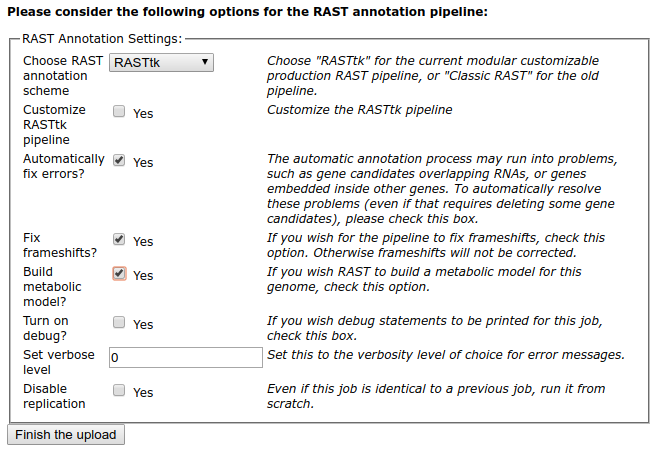 Please consider the following options for the RAST annotation pipeline:
RAST Annotation Settings:
Choose RAST annotation scheme
RASTtk
Choose "RASTtk" for the current modular customizable
production RAST pipeline, or "Classic RAST" for the old
pipeline.
Customize RASTtk pipeline
Yes
Customize the RASTtk pipeline
Automatically fix errors?
Yes
The automatic annotation process may run into problems,
such as gene candidates overlapping RNAs, or genes
embedded inside other genes. To automatically resolve
these problems (even if that requires deleting some gene
candidates), please check this box.
Fix frameshifts?
Yes
If you wish for the pipeline to fix frameshifts, check this
option. Otherwise frameshifts will not be corrected.
Build metabolic model?
Yes
If you wish RAST to build a metabolic model for this
genome, check this option.
Turn on debug?
Yes
If you wish debug statements to be printed for this job,
check this box.
Set verbose level
0
Set this to the verbosity level of choice for error messages.
Disable replication
Yes
Even if this job is identical to a previous job, run it from
scratch.
Finish the upload